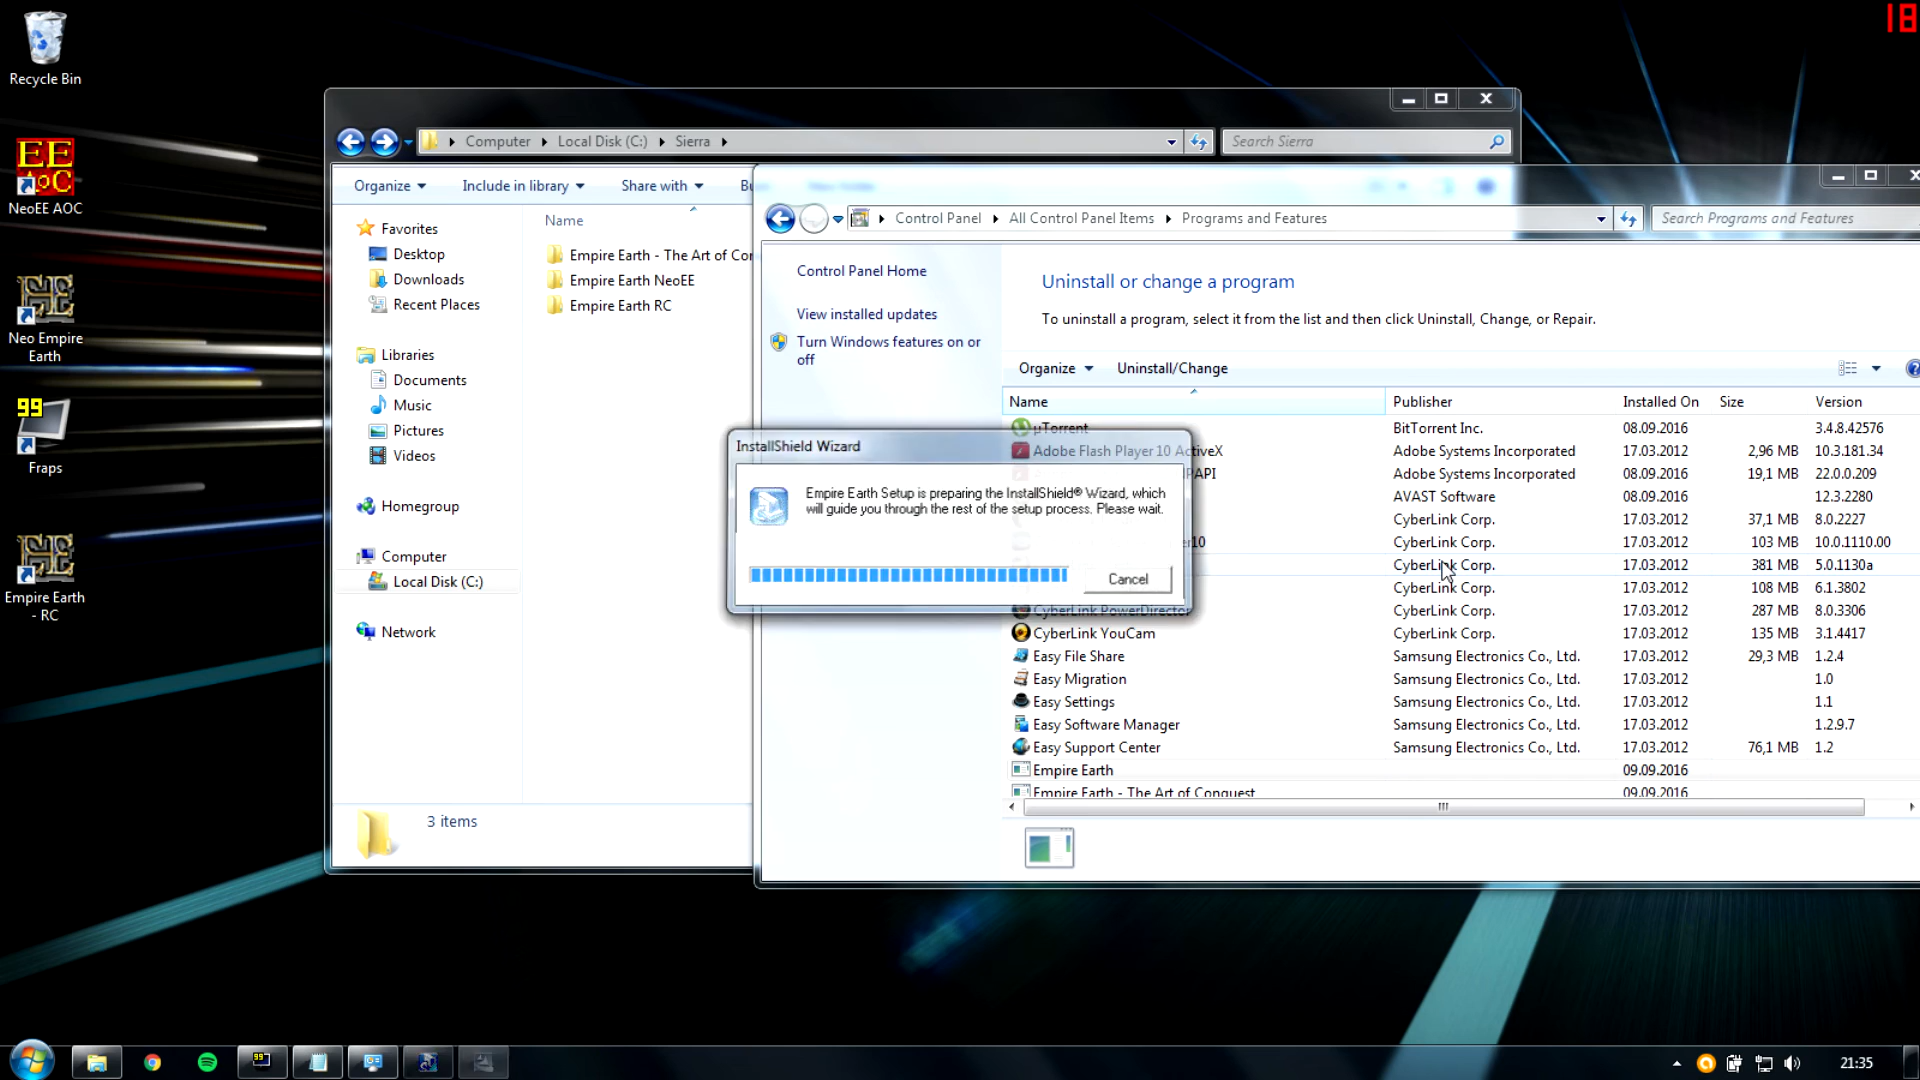 18
Recycle Bin
EE
AOC
NeoEE AOC
Neo Empire
Earth
99
Fraps
Empire Earth
- RC
Computer
Local Disk (C:)
Sierra
Search Sierra
Organize
Include in library
Share with
Name
Favorites
Desktop
Downloads
Recent Places
Libraries
Documents
Music
Pictures
Videos
Homegroup
Computer
Local Disk (C:)
Network
Empire Earth - The Art of Cor
Empire Earth NeoEE
Empire Earth RC
3 items
Control Panel
All Control Panel Items
Programs and Features
Search Programs and Features
Control Panel Home
View installed updates
Turn Windows features on or
off
Uninstall or change a program
To uninstall a program, select it from the list and then click Uninstall, Change, or Repair.
Organize
Uninstall/Change
Name Publisher Installed On Size Version
µTorrent BitTorrent Inc. 08.09.2016 3.4.8.42576
Adobe Flash Player 10 ActiveX Adobe Systems Incorporated 17.03.2012 2,96 MB 10.3.181.34
PAPI Adobe Systems Incorporated 08.09.2016 19,1 MB 22.0.0.209
AVAST Software 08.09.2016 12.3.2280
CyberLink Corp. 17.03.2012 37,1 MB 8.0.2227
er10 CyberLink Corp. 17.03.2012 103 MB 10.0.1110.00
CyberLink Corp. 17.03.2012 381 MB 5.0.1130a
CyberLink Corp. 17.03.2012 108 MB 6.1.3802
CyberLink PowerDirector CyberLink Corp. 17.03.2012 287 MB 8.0.3306
CyberLink YouCam CyberLink Corp. 17.03.2012 135 MB 3.1.4417
Easy File Share Samsung Electronics Co., Ltd. 17.03.2012 29,3 MB 1.2.4
Easy Migration Samsung Electronics Co., Ltd. 17.03.2012 1.0
Easy Settings Samsung Electronics Co., Ltd. 17.03.2012 1.1
Easy Software Manager Samsung Electronics Co., Ltd. 17.03.2012 1.2.9.7
Easy Support Center Samsung Electronics Co., Ltd. 17.03.2012 76,1 MB 1.2
Empire Earth 09.09.2016
Empire Earth - The Art of Conquest 09.09.2016
InstallShield Wizard
Empire Earth Setup is preparing the InstallShield® Wizard, which
will guide you through the rest of the setup process. Please wait.
Cancel
99
21:35